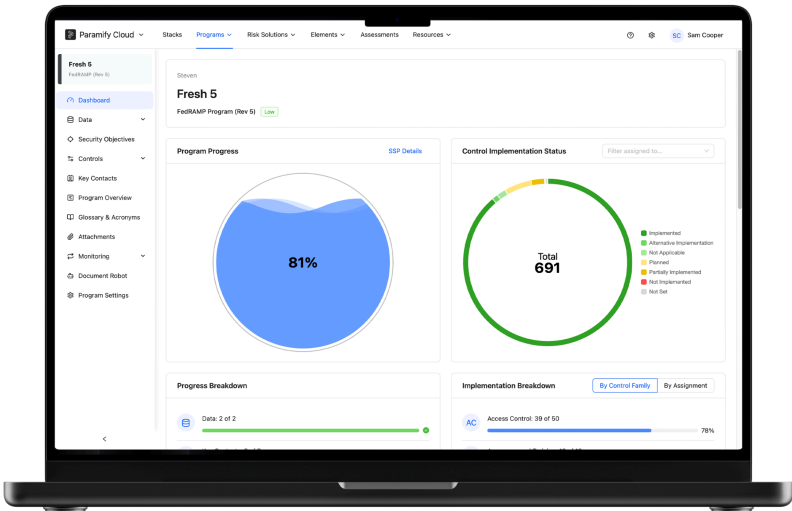 Paramify Cloud
Stacks
Programs
Risk Solutions
Elements
Assessments
Resources
SC
Sam Cooper
Fresh 5
FedRAMP (Rev 5)
Dashboard
Data
Security Objectives
Controls
Key Contacts
Program Overview
Glossary & Acronyms
Attachments
Monitoring
Document Robot
Program Settings
Steven
Fresh 5
FedRAMP Program (Rev 5) Low
Program Progress
SSP Details
81%
Control Implementation Status
Filter assigned to...
Total
691
Implemented
Alternative Implementation
Not Applicable
Planned
Partially Implemented
Not Implemented
Not Set
Progress Breakdown
Data: 2 of 2
Implementation Breakdown
By Control Family
By Assignment
AC
Access Control: 39 of 50
78%